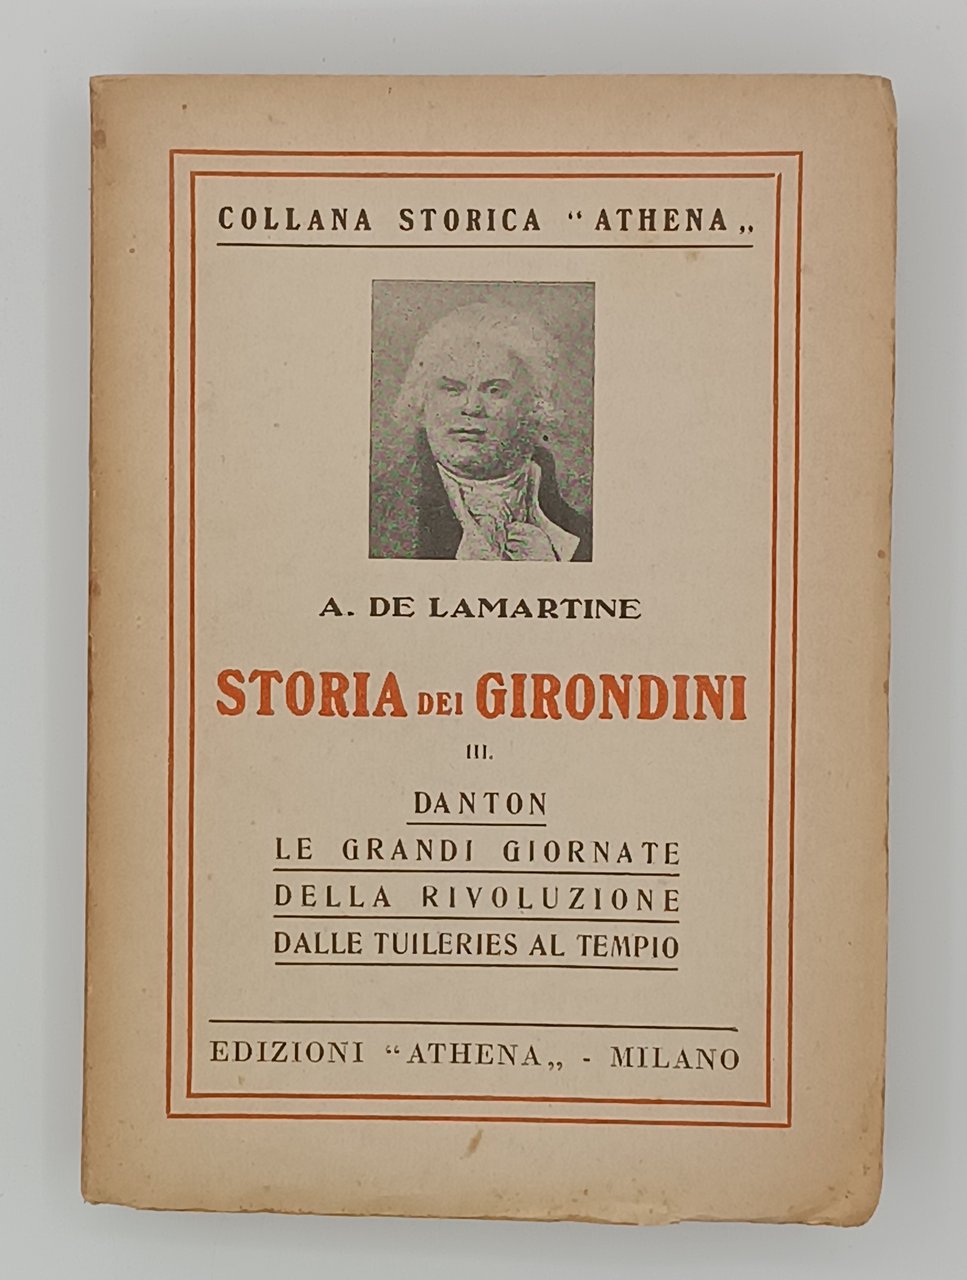 COLLANA STORICA “ATHENA„
A. DE LAMARTINE
STORIA DEI GIRONDINI
III.
DANTON
LE GRANDI GIORNATE
DELLA RIVOLUZIONE
DALLE TUILERIES AL TEMPIO
EDIZIONI “ATHENA„ - MILANO